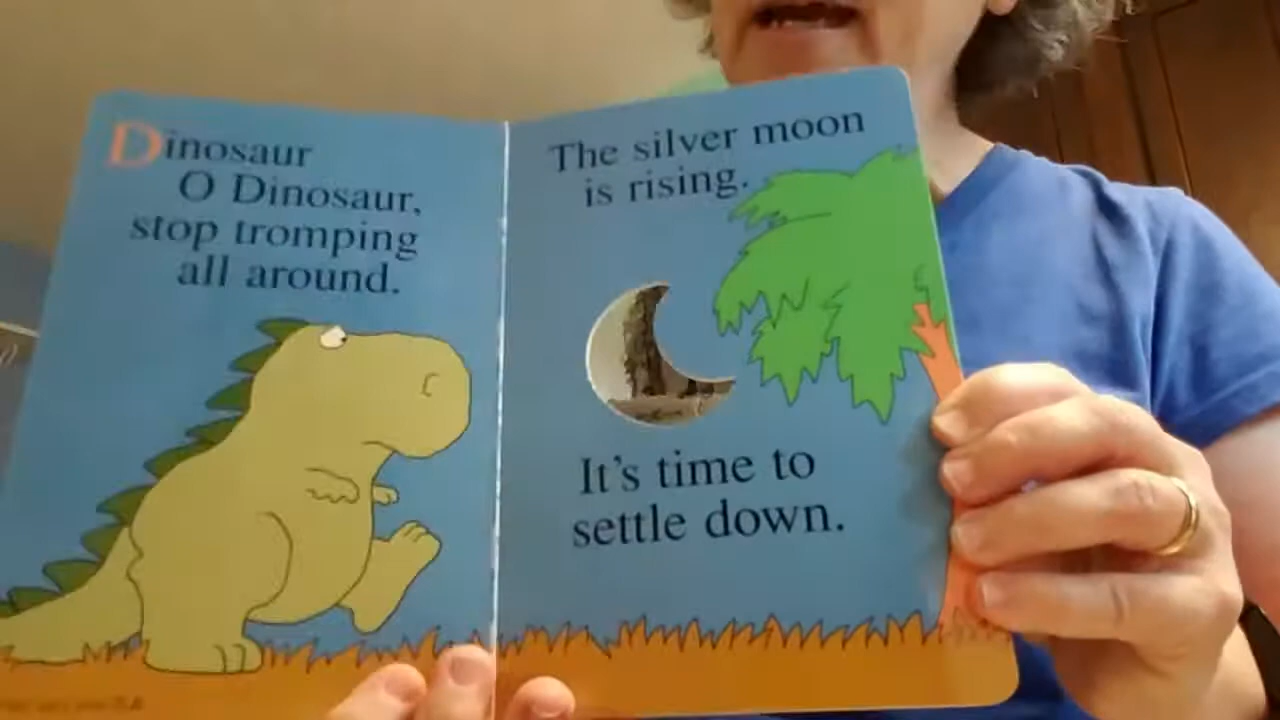 Dinosaur
O Dinosaur,
stop tromping
all around.
The silver moon
is rising.
It's time to
settle down.